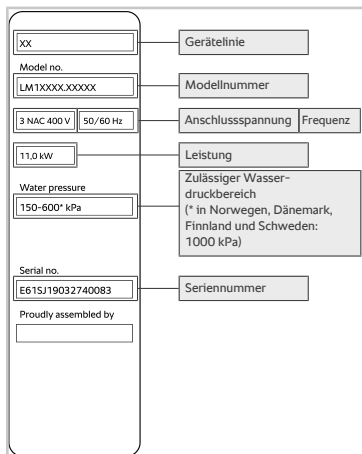 XX
Gerätelinie
Model no.
LM1XXXX.XXXXX
Modellnummer
3 NAC 400 V
50/60 Hz
Anschlussspannung
Frequenz
11,0 kW
Leistung
Water pressure
150-600* kPa
Zulässiger Wasser-
druckbereich
(* in Norwegen, Dänemark,
Finnland und Schweden:
1000 kPa)
Serial no.
E61SJ19032740083
Seriennummer
Proudly assembled by